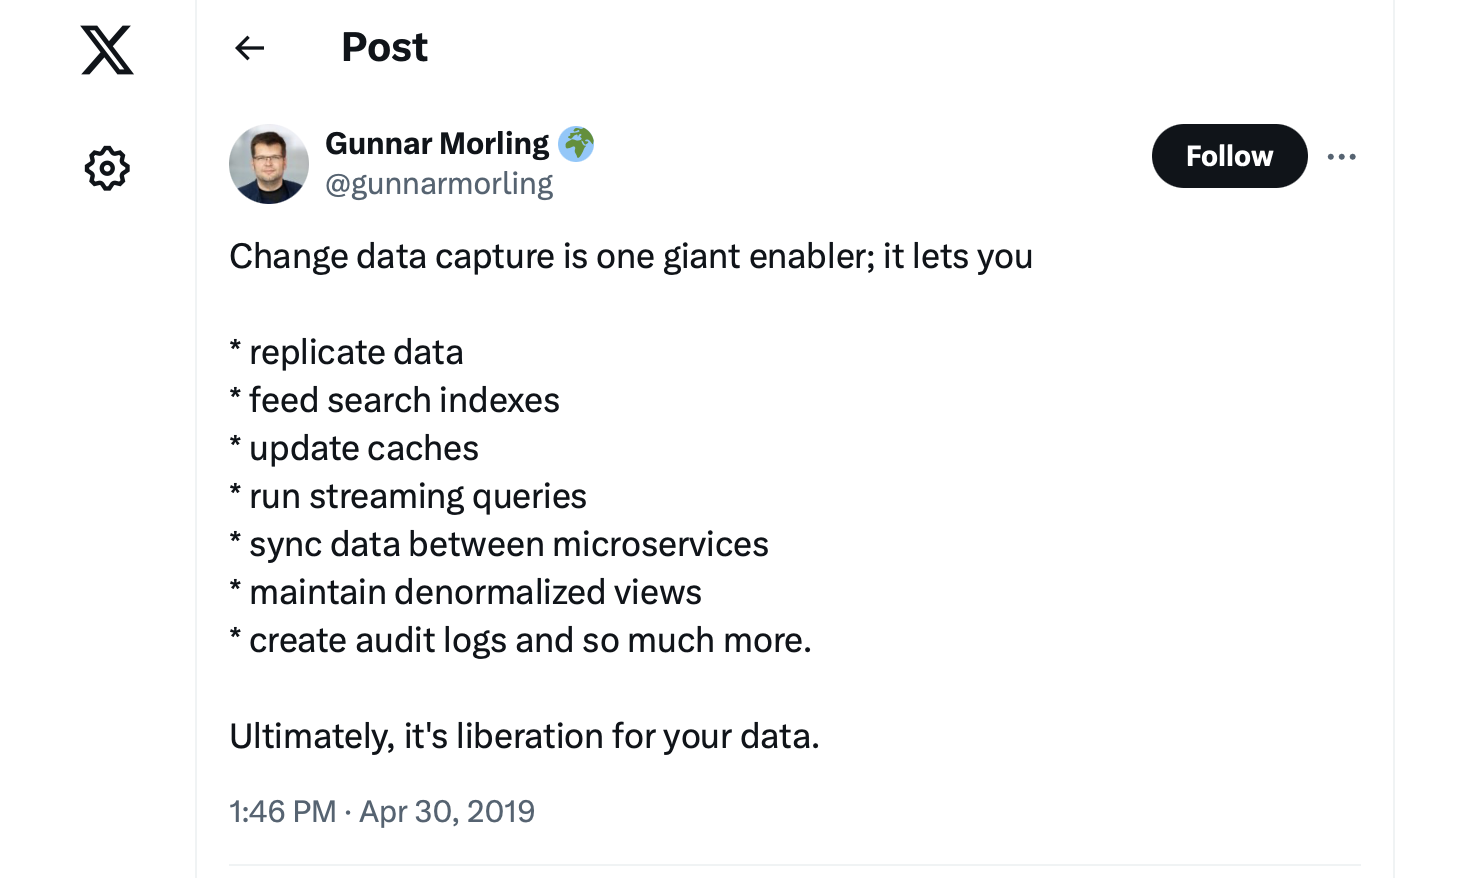 Post
Gunnar Morling 🌍
@gunnarmorling
Follow
Change data capture is one giant enabler; it lets you
* replicate data
* feed search indexes
* update caches
* run streaming queries
* sync data between microservices
* maintain denormalized views
* create audit logs and so much more.
Ultimately, it's liberation for your data.
1:46 PM · Apr 30, 2019